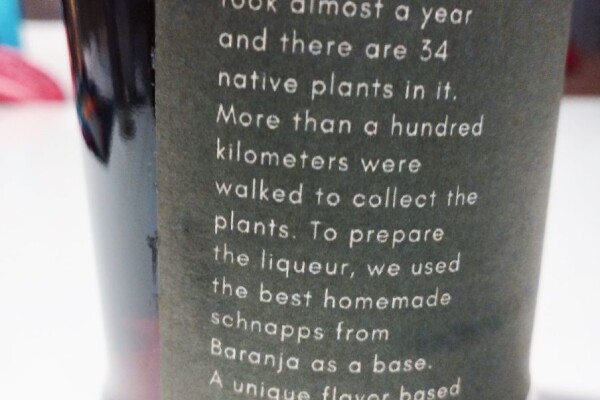 took almost a year
and there are 34
native plants in it.
More than a hundred
kilometers were
walked to collect the
plants. To prepare
the liqueur, we used
the best homemade
schnapps from
Baranja as a base.
A unique flavor based